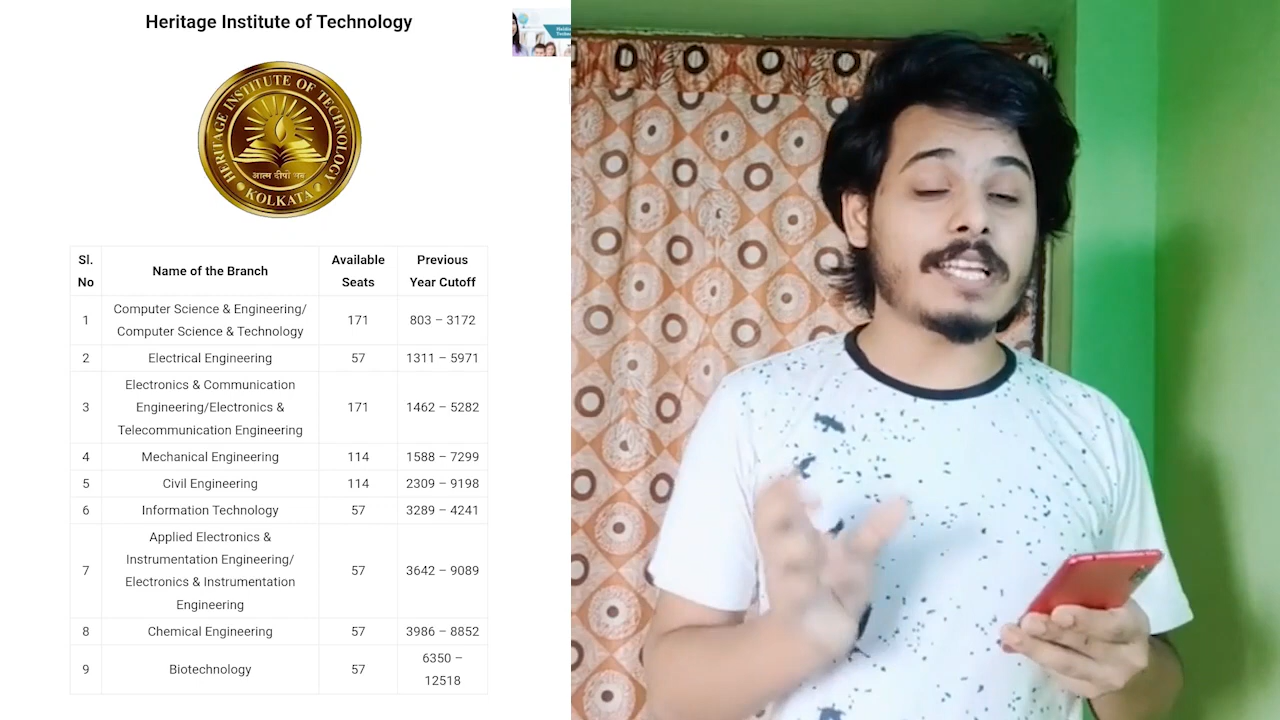 Heritage Institute of Technology
HERITAGE INSTITUTE OF TECHNOLOGY
आत्म दीपो भव
KOLKATA
Sl. No | Name of the Branch | Available Seats | Previous Year Cutoff
1 | Computer Science & Engineering/ Computer Science & Technology | 171 | 803 – 3172
2 | Electrical Engineering | 57 | 1311 – 5971
3 | Electronics & Communication Engineering/Electronics & Telecommunication Engineering | 171 | 1462 – 5282
4 | Mechanical Engineering | 114 | 1588 – 7299
5 | Civil Engineering | 114 | 2309 – 9198
6 | Information Technology | 57 | 3289 – 4241
7 | Applied Electronics & Instrumentation Engineering/ Electronics & Instrumentation Engineering | 57 | 3642 – 9089
8 | Chemical Engineering | 57 | 3986 – 8852
9 | Biotechnology | 57 | 6350 – 12518